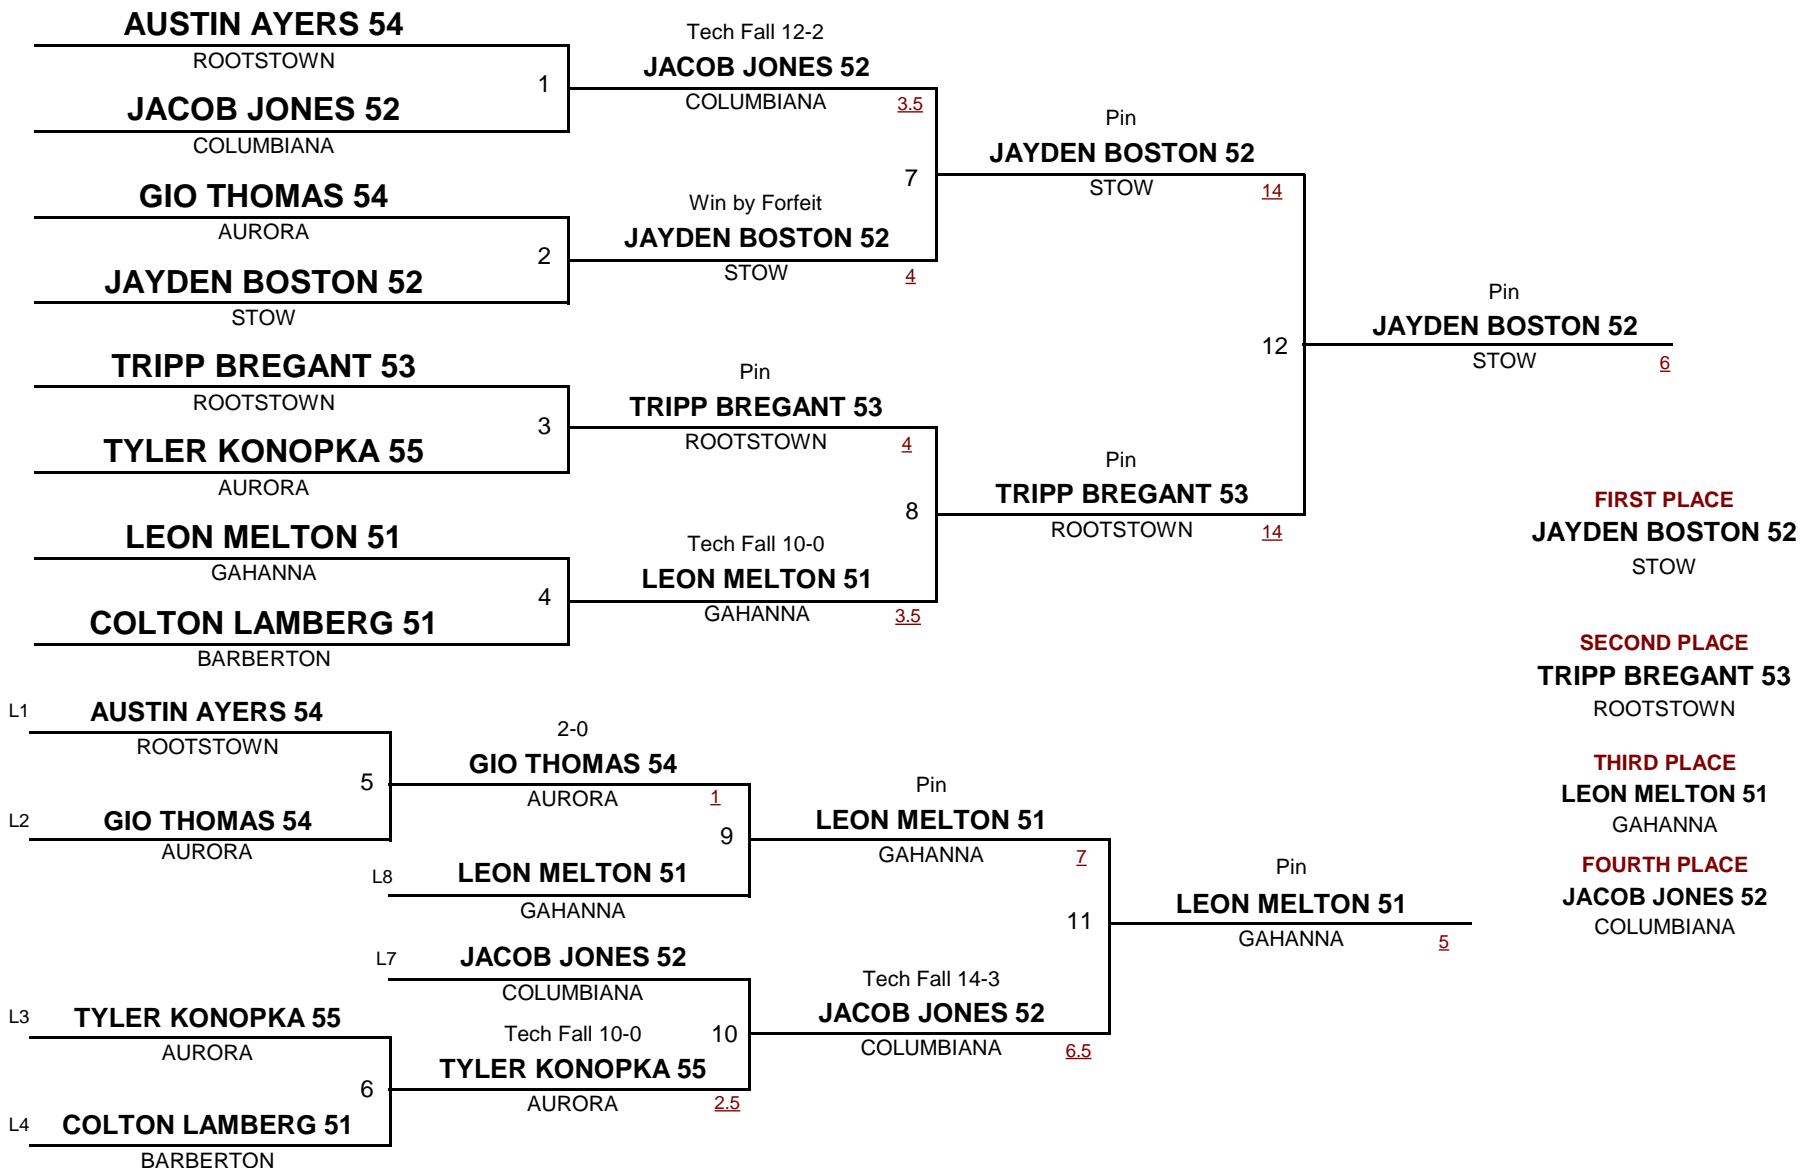 AUSTIN AYERS 54
ROOTSTOWN
1
JACOB JONES 52
COLUMBIANA
GIO THOMAS 54
AURORA
2
JAYDEN BOSTON 52
STOW
TRIPP BREGANT 53
ROOTSTOWN
3
TYLER KONOPKA 55
AURORA
LEON MELTON 51
GAHANNA
4
COLTON LAMBERG 51
BARBERTON
Tech Fall 12-2
JACOB JONES 52
COLUMBIANA
3.5
7
Win by Forfeit
JAYDEN BOSTON 52
STOW
4
Pin
TRIPP BREGANT 53
ROOTSTOWN
4
8
Tech Fall 10-0
LEON MELTON 51
GAHANNA
3.5
Pin
JAYDEN BOSTON 52
STOW
14
12
Pin
TRIPP BREGANT 53
ROOTSTOWN
14
Pin
JAYDEN BOSTON 52
STOW
6
FIRST PLACE
JAYDEN BOSTON 52
STOW
SECOND PLACE
TRIPP BREGANT 53
ROOTSTOWN
THIRD PLACE
LEON MELTON 51
GAHANNA
FOURTH PLACE
JACOB JONES 52
COLUMBIANA
L1
AUSTIN AYERS 54
ROOTSTOWN
5
L2
GIO THOMAS 54
AURORA
L3
TYLER KONOPKA 55
AURORA
6
L4
COLTON LAMBERG 51
BARBERTON
2-0
GIO THOMAS 54
AURORA
1
9
L8
LEON MELTON 51
GAHANNA
L7
JACOB JONES 52
COLUMBIANA
10
Tech Fall 10-0
TYLER KONOPKA 55
AURORA
2.5
Pin
LEON MELTON 51
GAHANNA
7
11
Tech Fall 14-3
JACOB JONES 52
COLUMBIANA
6.5
Pin
LEON MELTON 51
GAHANNA
5